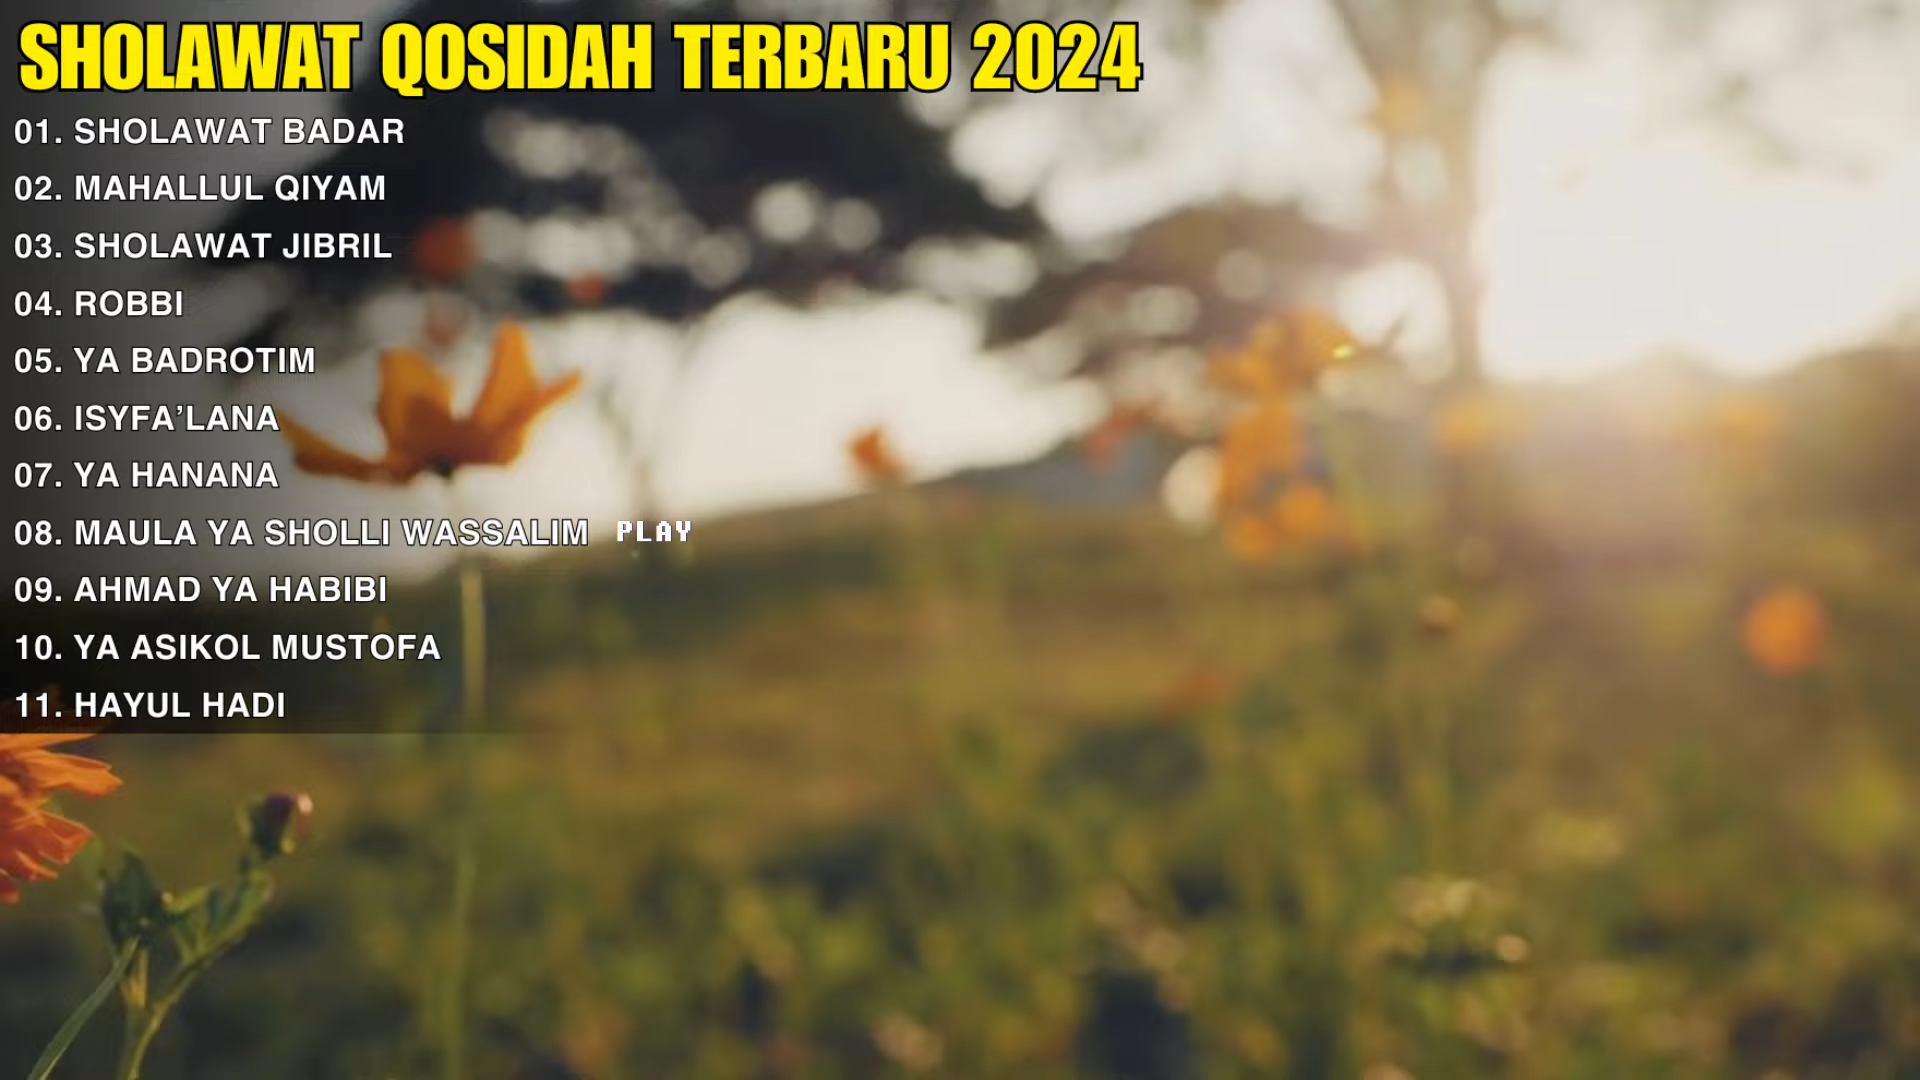 SHOLAWAT QOSIDAH TERBARU 2024
01. SHOLAWAT BADAR
02. MAHALLUL QIYAM
03. SHOLAWAT JIBRIL
04. ROBBI
05. YA BADROTIM
06. ISYFA’LANA
07. YA HANANA
08. MAULA YA SHOLLI WASSALIM PLAY
09. AHMAD YA HABIBI
10. YA ASIKOL MUSTOFA
11. HAYUL HADI